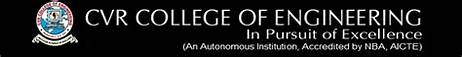 CVR COLLEGE OF ENGINEERING
In Pursuit of Excellence
(An Autonomous Institution, Accredited by NBA, AICTE)